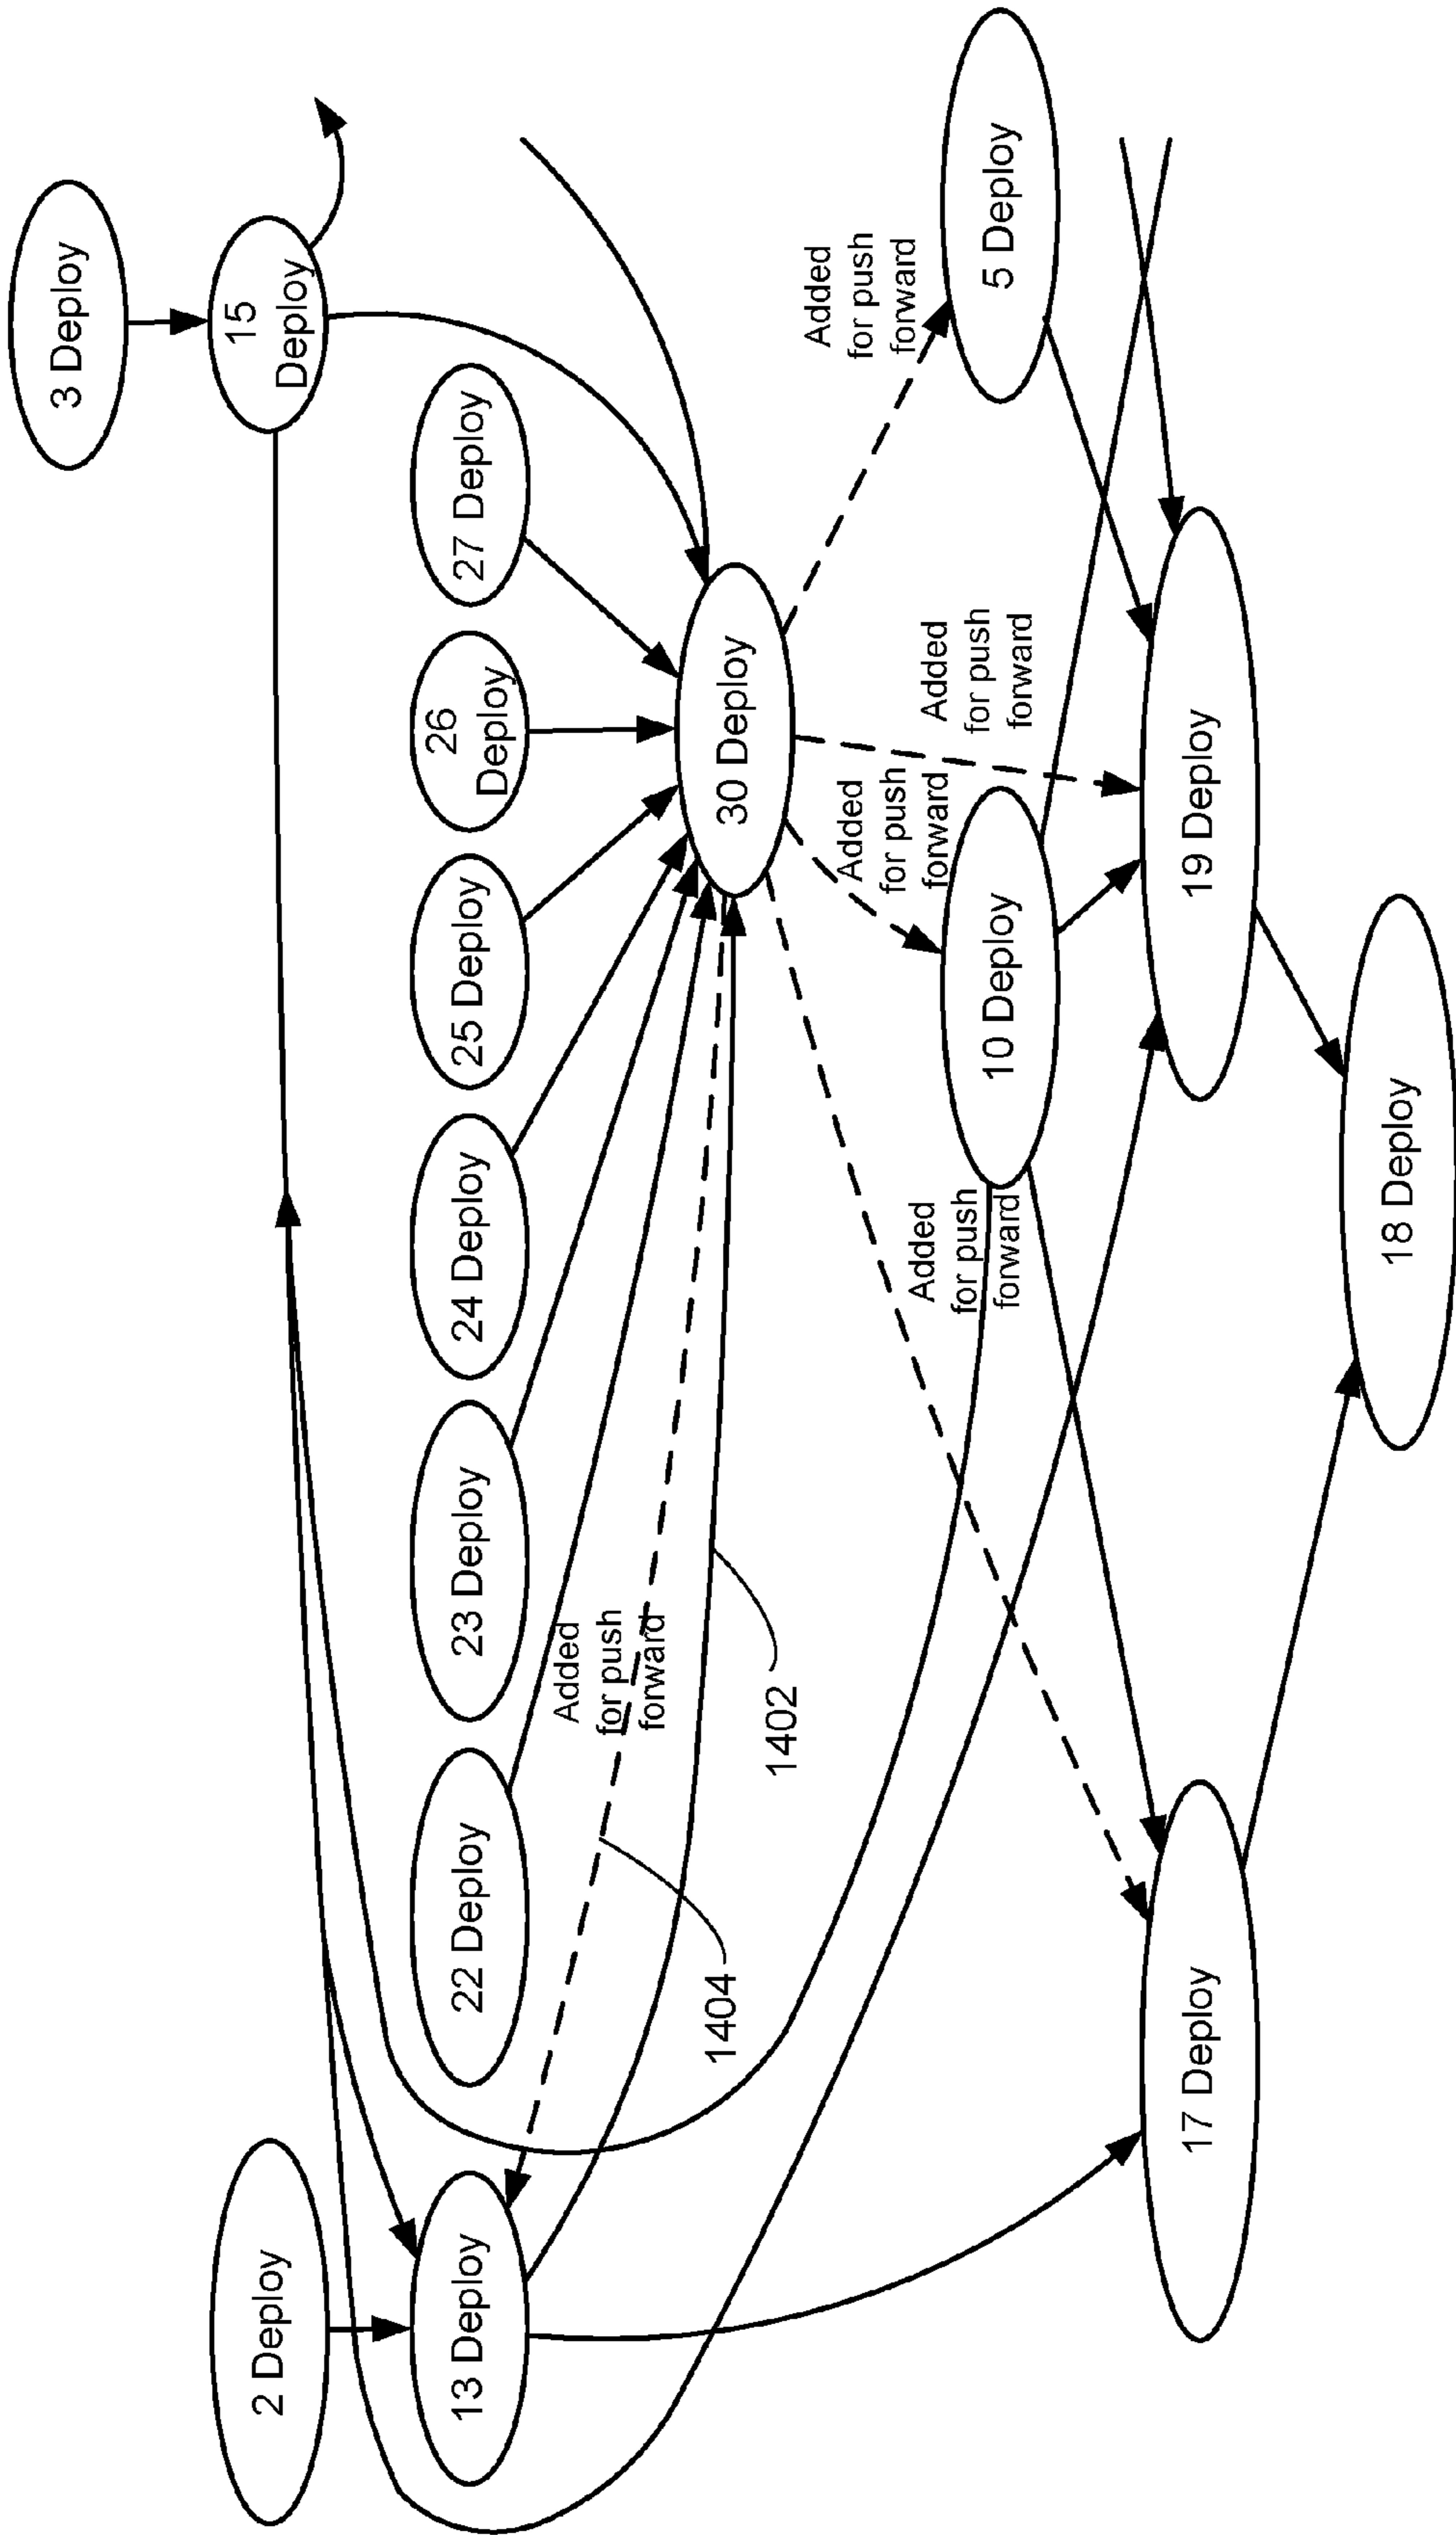 3 Deploy
2 Deploy
15
Deploy
13 Deploy
22 Deploy
23 Deploy
24 Deploy
25 Deploy
26
Deploy
27 Deploy
Added
for push
forward
1404
1402
30 Deploy
Added
for push
forward
Added
for push
forward
Added
for push
forward
Added
for push
forward
10 Deploy
5 Deploy
17 Deploy
19 Deploy
18 Deploy